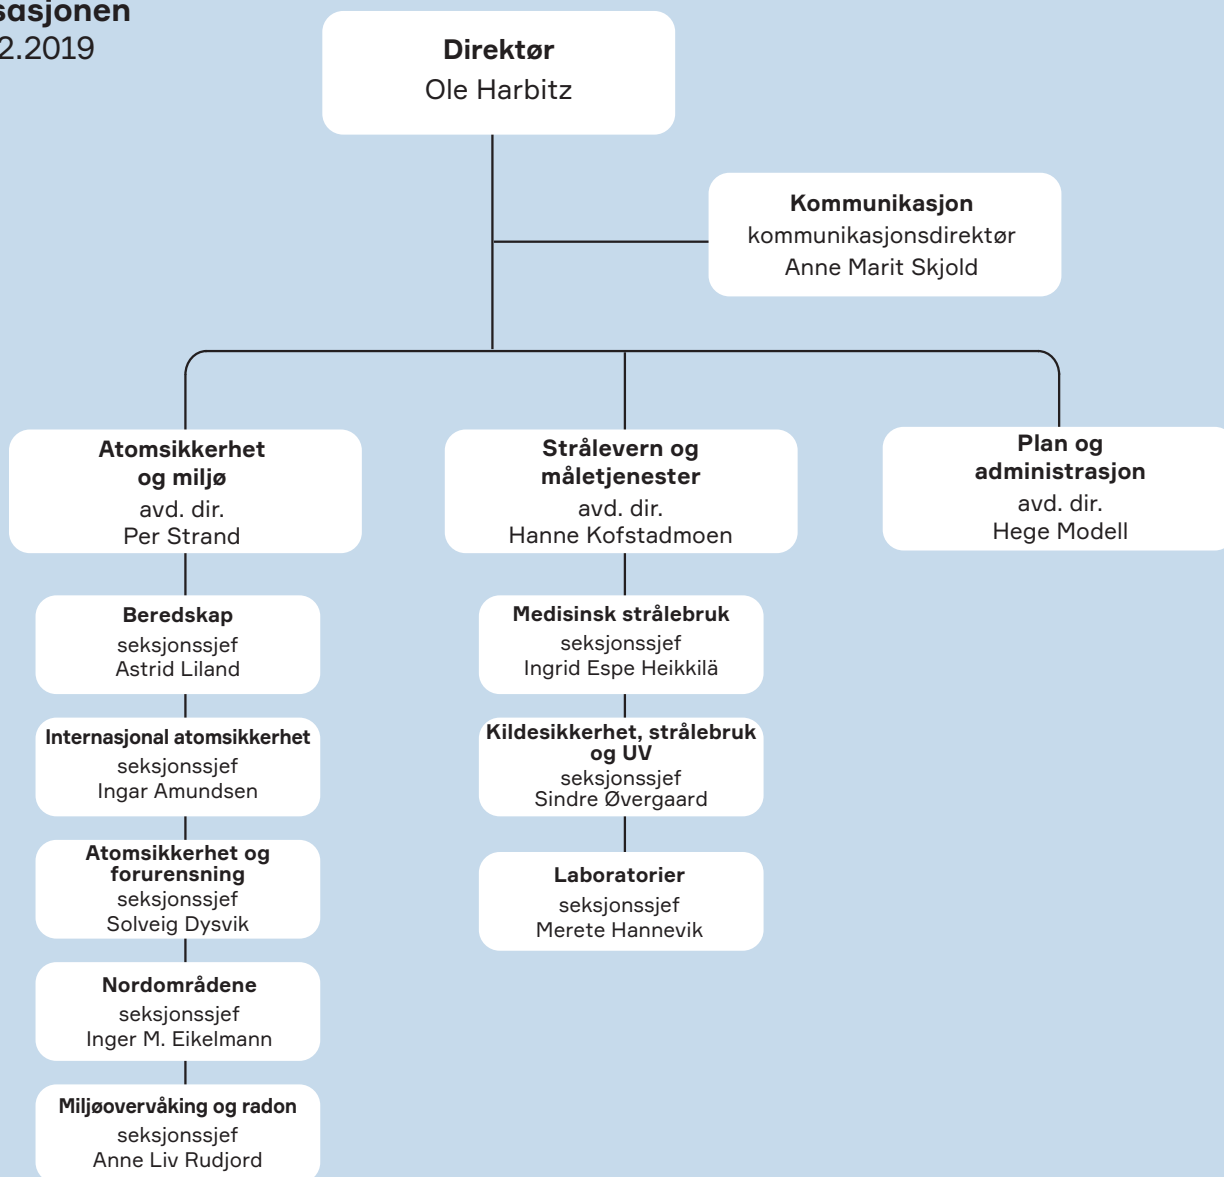 sasjonen
2.2019
Direktør
Ole Harbitz
Kommunikasjon
kommunikasjonsdirektør
Anne Marit Skjold
Atomsikkerhet
og miljø
avd. dir.
Per Strand
Strålevern og
måletjenester
avd. dir.
Hanne Kofstadmoen
Plan og
administrasjon
avd. dir.
Hege Modell
Beredskap
seksjonssjef
Astrid Liland
Internasjonal atomsikkerhet
seksjonssjef
Ingar Amundsen
Atomsikkerhet og
forurensning
seksjonssjef
Solveig Dysvik
Nordområdene
seksjonssjef
Inger M. Eikelmann
Miljøovervåking og radon
seksjonssjef
Anne Liv Rudjord
Medisinsk strålebruk
seksjonssjef
Ingrid Espe Heikkilä
Kildesikkerhet, strålebruk
og UV
seksjonssjef
Sindre Øvergaard
Laboratorier
seksjonssjef
Merete Hannevik